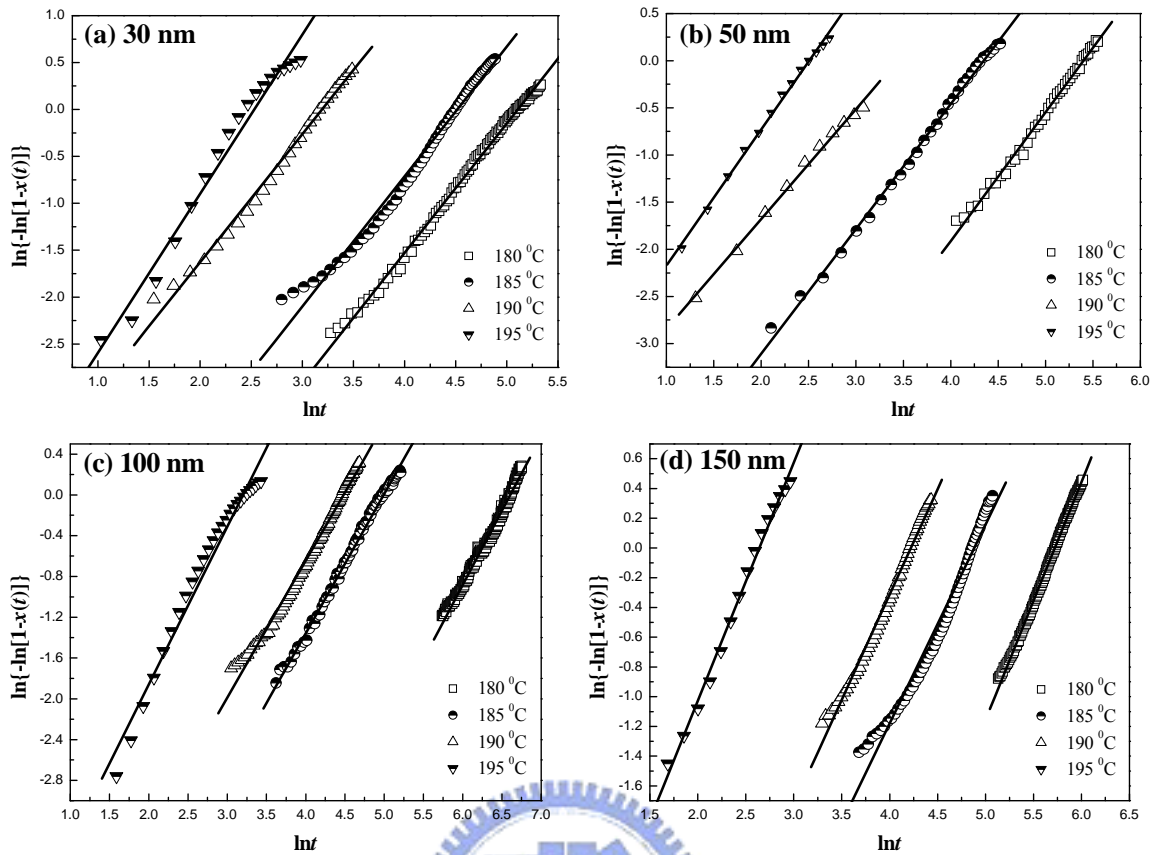 (a) 30 nm
1.0
0.5
0.0
-0.5
-1.0
-1.5
-2.0
-2.5
ln{-ln[1-x(t)]}
180 ⁰C
185 ⁰C
190 ⁰C
195 ⁰C
1.0 1.5 2.0 2.5 3.0 3.5 4.0 4.5 5.0 5.5
lnt
(b) 50 nm
0.5
0.0
-0.5
-1.0
-1.5
-2.0
-2.5
-3.0
ln{-ln[1-x(t)]}
180 ⁰C
185 ⁰C
190 ⁰C
195 ⁰C
1.0 1.5 2.0 2.5 3.0 3.5 4.0 4.5 5.0 5.5 6.0
lnt
(c) 100 nm
0.4
0.0
-0.4
-0.8
-1.2
-1.6
-2.0
-2.4
-2.8
ln{-ln[1-x(t)]}
180 ⁰C
185 ⁰C
190 ⁰C
195 ⁰C
1.0 1.5 2.0 2.5 3.0 3.5 4.0 4.5 5.0 5.5 6.0 6.5 7.0
lnt
(d) 150 nm
0.6
0.4
0.2
0.0
-0.2
-0.4
-0.6
-0.8
-1.0
-1.2
-1.4
-1.6
ln{-ln[1-x(t)]}
180 ⁰C
185 ⁰C
190 ⁰C
195 ⁰C
1.5 2.0 2.5 3.0 3.5 4.0 4.5 5.0 5.5 6.0 6.5
lnt